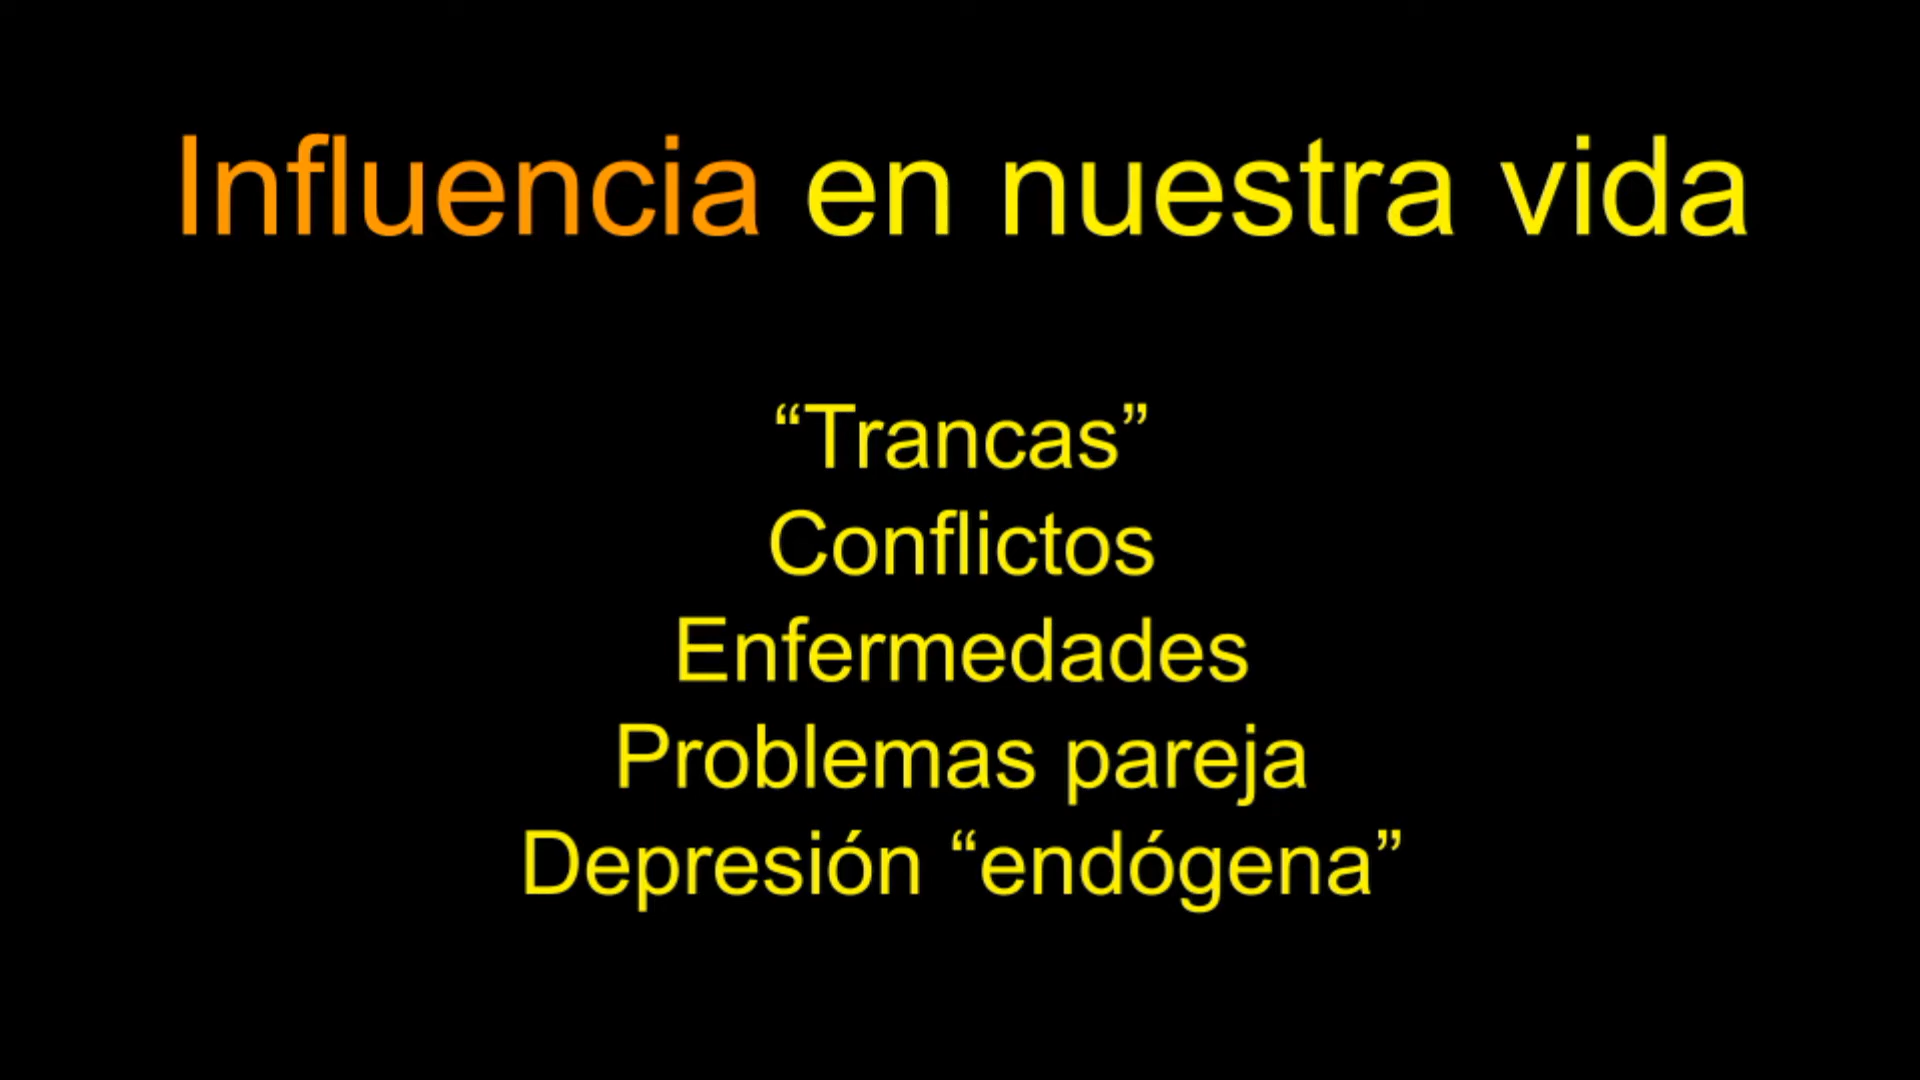 Influencia en nuestra vida
“Trancas”
Conflictos
Enfermedades
Problemas pareja
Depresión “endógena”